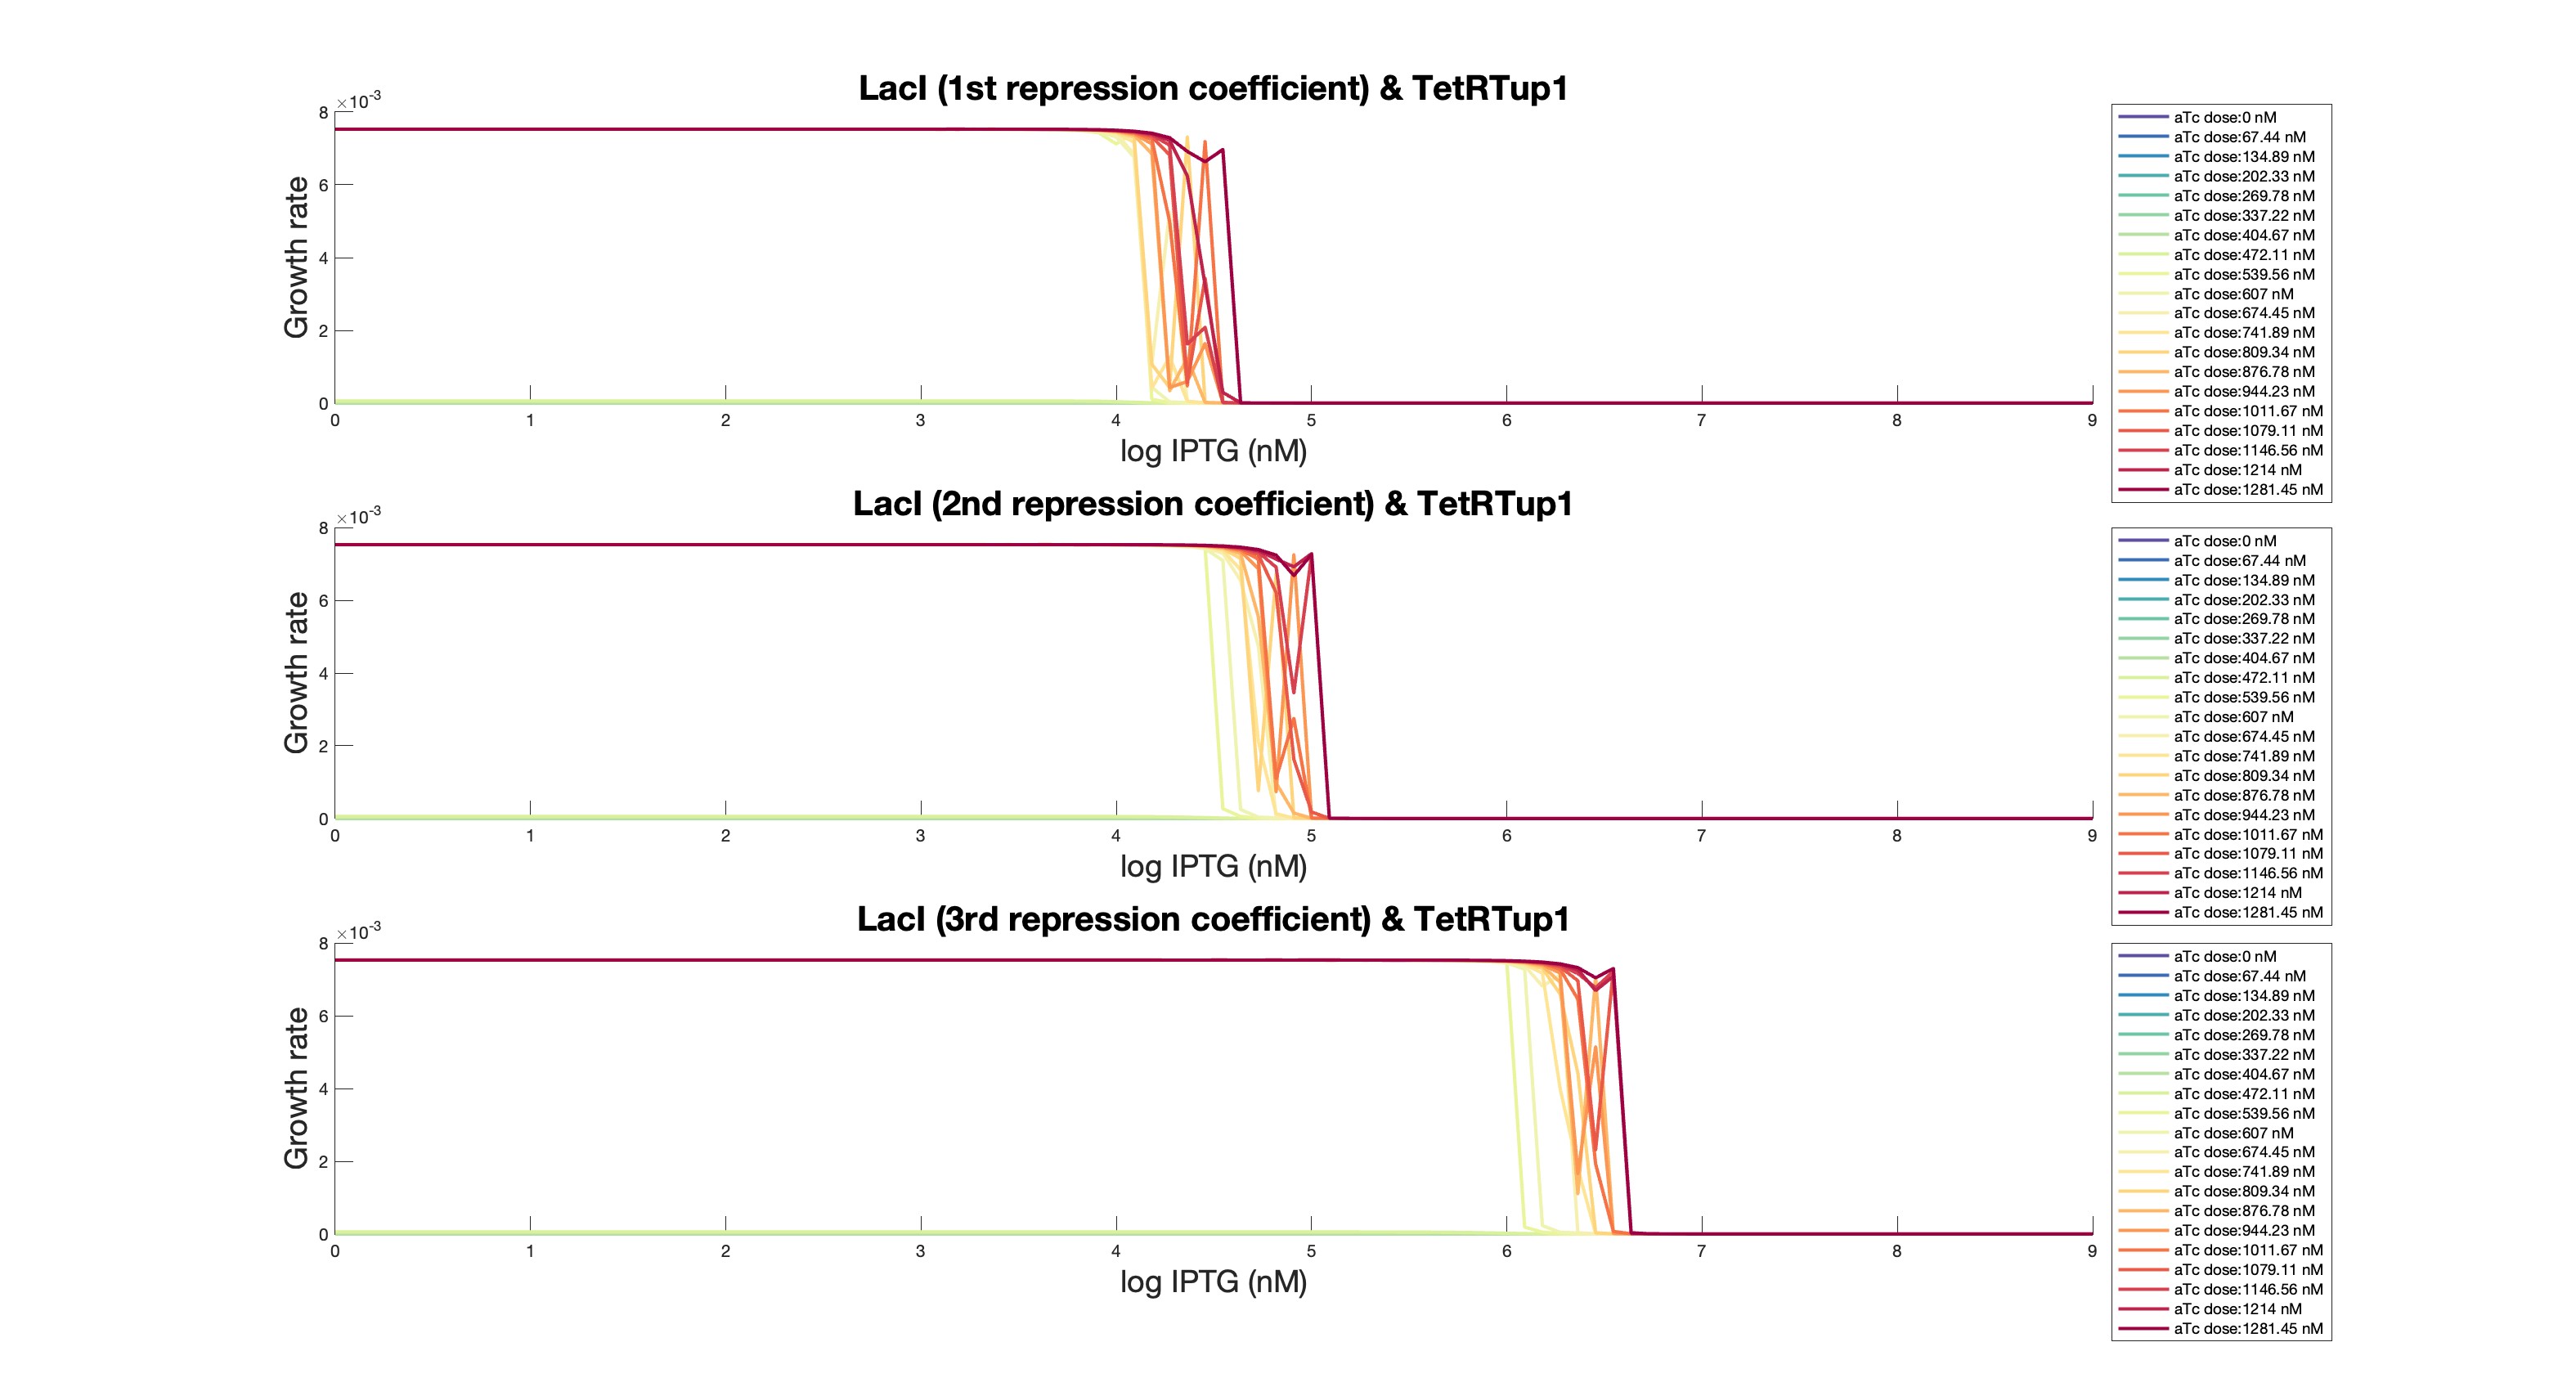 LacI (1st repression coefficient) & TetRTup1
×10-3
8
6
4
2
0
Growth rate
0 1 2 3 4 5 6 7 8 9
log IPTG (nM)
aTc dose:0 nM
aTc dose:67.44 nM
aTc dose:134.89 nM
aTc dose:202.33 nM
aTc dose:269.78 nM
aTc dose:337.22 nM
aTc dose:404.67 nM
aTc dose:472.11 nM
aTc dose:539.56 nM
aTc dose:607 nM
aTc dose:674.45 nM
aTc dose:741.89 nM
aTc dose:809.34 nM
aTc dose:876.78 nM
aTc dose:944.23 nM
aTc dose:1011.67 nM
aTc dose:1079.11 nM
aTc dose:1146.56 nM
aTc dose:1214 nM
aTc dose:1281.45 nM
LacI (2nd repression coefficient) & TetRTup1
×10-3
8
6
4
2
0
Growth rate
0 1 2 3 4 5 6 7 8 9
log IPTG (nM)
aTc dose:0 nM
aTc dose:67.44 nM
aTc dose:134.89 nM
aTc dose:202.33 nM
aTc dose:269.78 nM
aTc dose:337.22 nM
aTc dose:404.67 nM
aTc dose:472.11 nM
aTc dose:539.56 nM
aTc dose:607 nM
aTc dose:674.45 nM
aTc dose:741.89 nM
aTc dose:809.34 nM
aTc dose:876.78 nM
aTc dose:944.23 nM
aTc dose:1011.67 nM
aTc dose:1079.11 nM
aTc dose:1146.56 nM
aTc dose:1214 nM
aTc dose:1281.45 nM
LacI (3rd repression coefficient) & TetRTup1
×10-3
8
6
4
2
0
Growth rate
0 1 2 3 4 5 6 7 8 9
log IPTG (nM)
aTc dose:0 nM
aTc dose:67.44 nM
aTc dose:134.89 nM
aTc dose:202.33 nM
aTc dose:269.78 nM
aTc dose:337.22 nM
aTc dose:404.67 nM
aTc dose:472.11 nM
aTc dose:539.56 nM
aTc dose:607 nM
aTc dose:674.45 nM
aTc dose:741.89 nM
aTc dose:809.34 nM
aTc dose:876.78 nM
aTc dose:944.23 nM
aTc dose:1011.67 nM
aTc dose:1079.11 nM
aTc dose:1146.56 nM
aTc dose:1214 nM
aTc dose:1281.45 nM